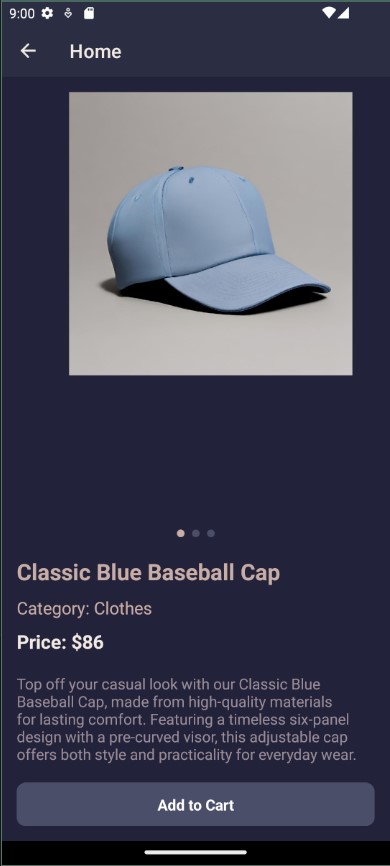 9:00
Home
Classic Blue Baseball Cap
Category: Clothes
Price: $86
Top off your casual look with our Classic Blue
Baseball Cap, made from high-quality materials
for lasting comfort. Featuring a timeless six-panel
design with a pre-curved visor, this adjustable cap
offers both style and practicality for everyday wear.
Add to Cart